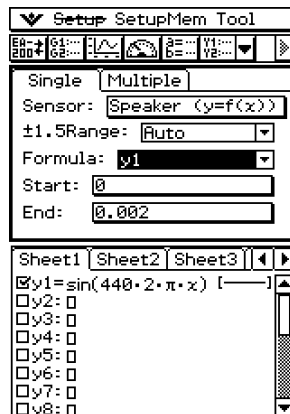 Setup SetupMem Tool
Single Multiple
Sensor: Speaker (y=f(x))
±1.5Range: Auto
Formula: y1
Start: 0
End: 0.002
Sheet1 Sheet2 Sheet3
y1=sin(440·2·π·x) [—]
y2:
y3:
y4:
y5:
y6:
y7:
y8: